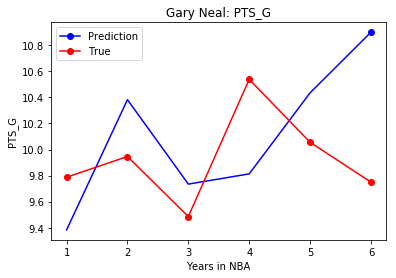 Gary Neal: PTS_G
Prediction
True
PTS_G
10.8
10.6
10.4
10.2
10.0
9.8
9.6
9.4
1 2 3 4 5 6
Years in NBA